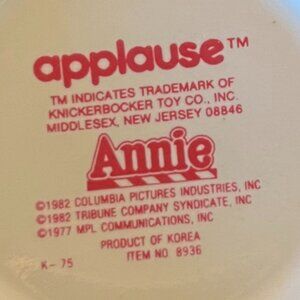 applause™
TM INDICATES TRADEMARK OF
KNICKERBOCKER TOY CO., INC.
MIDDLESEX, NEW JERSEY 08846
Annie
©1982 COLUMBIA PICTURES INDUSTRIES, INC
©1982 TRIBUNE COMPANY SYNDICATE, INC
©1977 MPL COMMUNICATIONS, INC
PRODUCT OF KOREA
K-75
ITEM NO. 8936